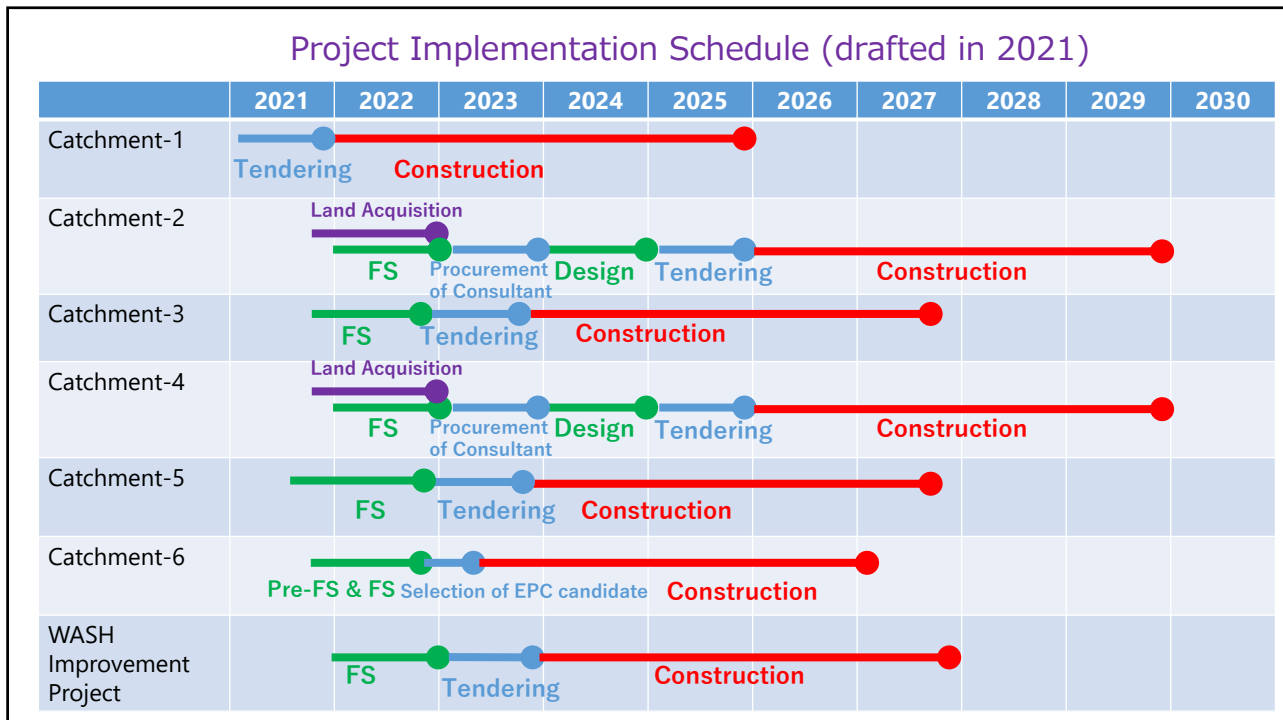 Project Implementation Schedule (drafted in 2021)
2021 2022 2023 2024 2025 2026 2027 2028 2029 2030
Catchment-1
Tendering Construction
Catchment-2
Land Acquisition
FS Procurement Design Tendering Construction
of Consultant
Catchment-3
FS Tendering Construction
Catchment-4
Land Acquisition
FS Procurement Design Tendering Construction
of Consultant
Catchment-5
FS Tendering Construction
Catchment-6
Pre-FS & FS Selection of EPC candidate Construction
WASH
Improvement
Project
FS Tendering Construction